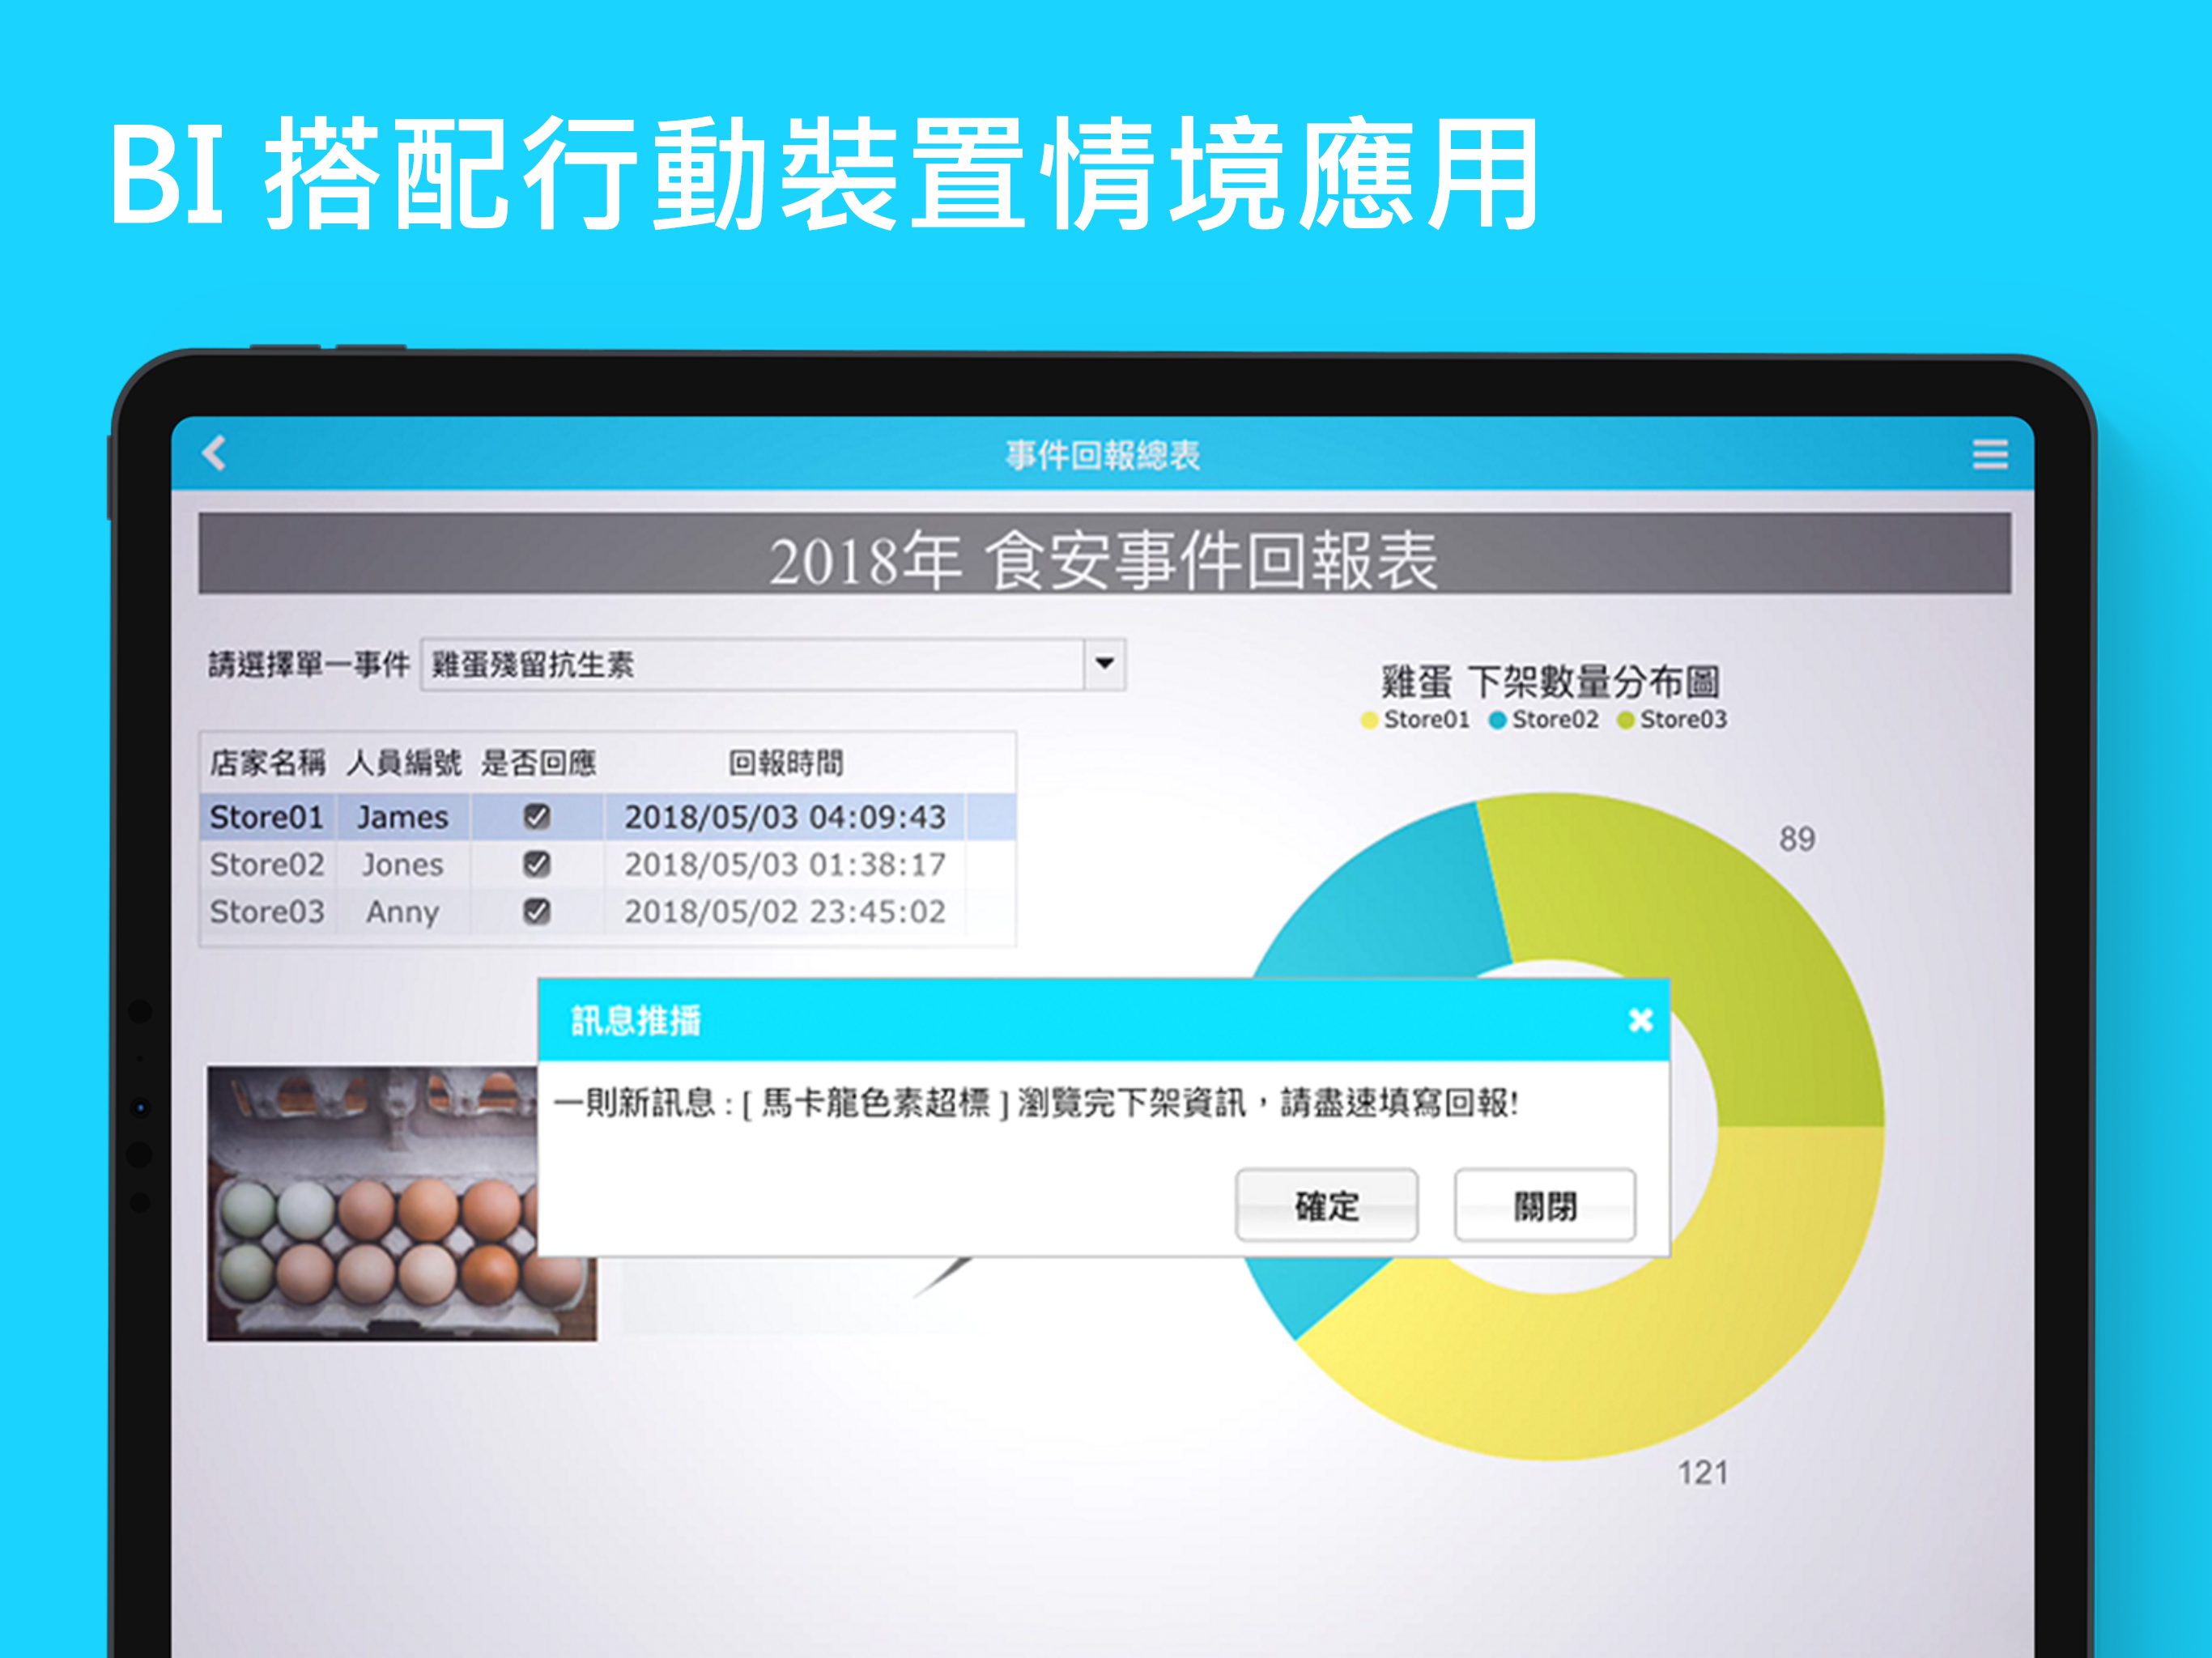 BI 搭配行動裝置情境應用
事件回報總表
2018年 食安事件回報表
請選擇單一事件 雞蛋殘留抗生素
店家名稱 人員編號 是否回應 回報時間
Store01 James 2018/05/03 04:09:43
Store02 Jones 2018/05/03 01:38:17
Store03 Anny 2018/05/02 23:45:02
雞蛋 下架數量分布圖
Store01 Store02 Store03
89
訊息推播
一則新訊息 : [ 馬卡龍色素超標 ] 瀏覽完下架資訊，請盡速填寫回報!
確定 關閉
121